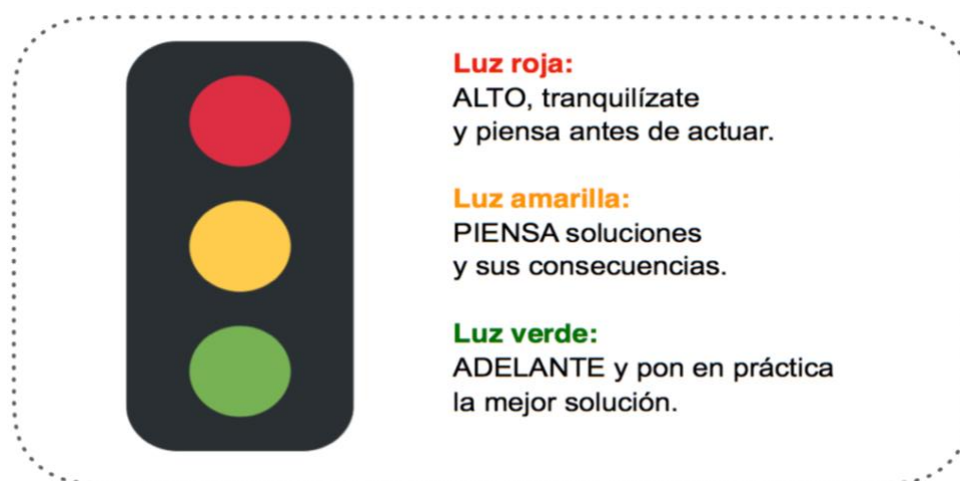 Luz roja:
ALTO, tranquilízate
y piensa antes de actuar.
Luz amarilla:
PIENSA soluciones
y sus consecuencias.
Luz verde:
ADELANTE y pon en práctica
la mejor solución.